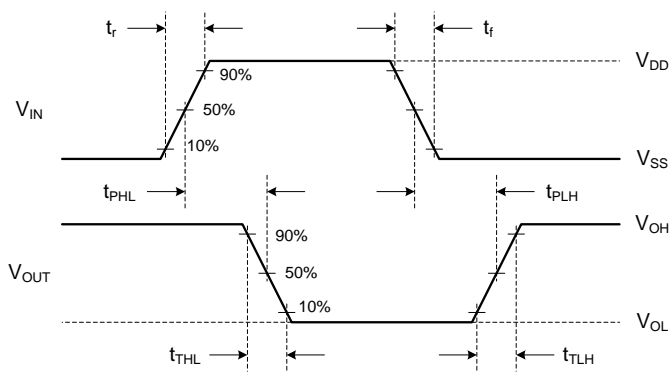 tr
tf
90%
VDD
VIN
50%
10%
VSS
tPHL
tPLH
90%
VOH
VOUT
50%
10%
VOL
tTHL
tTLH